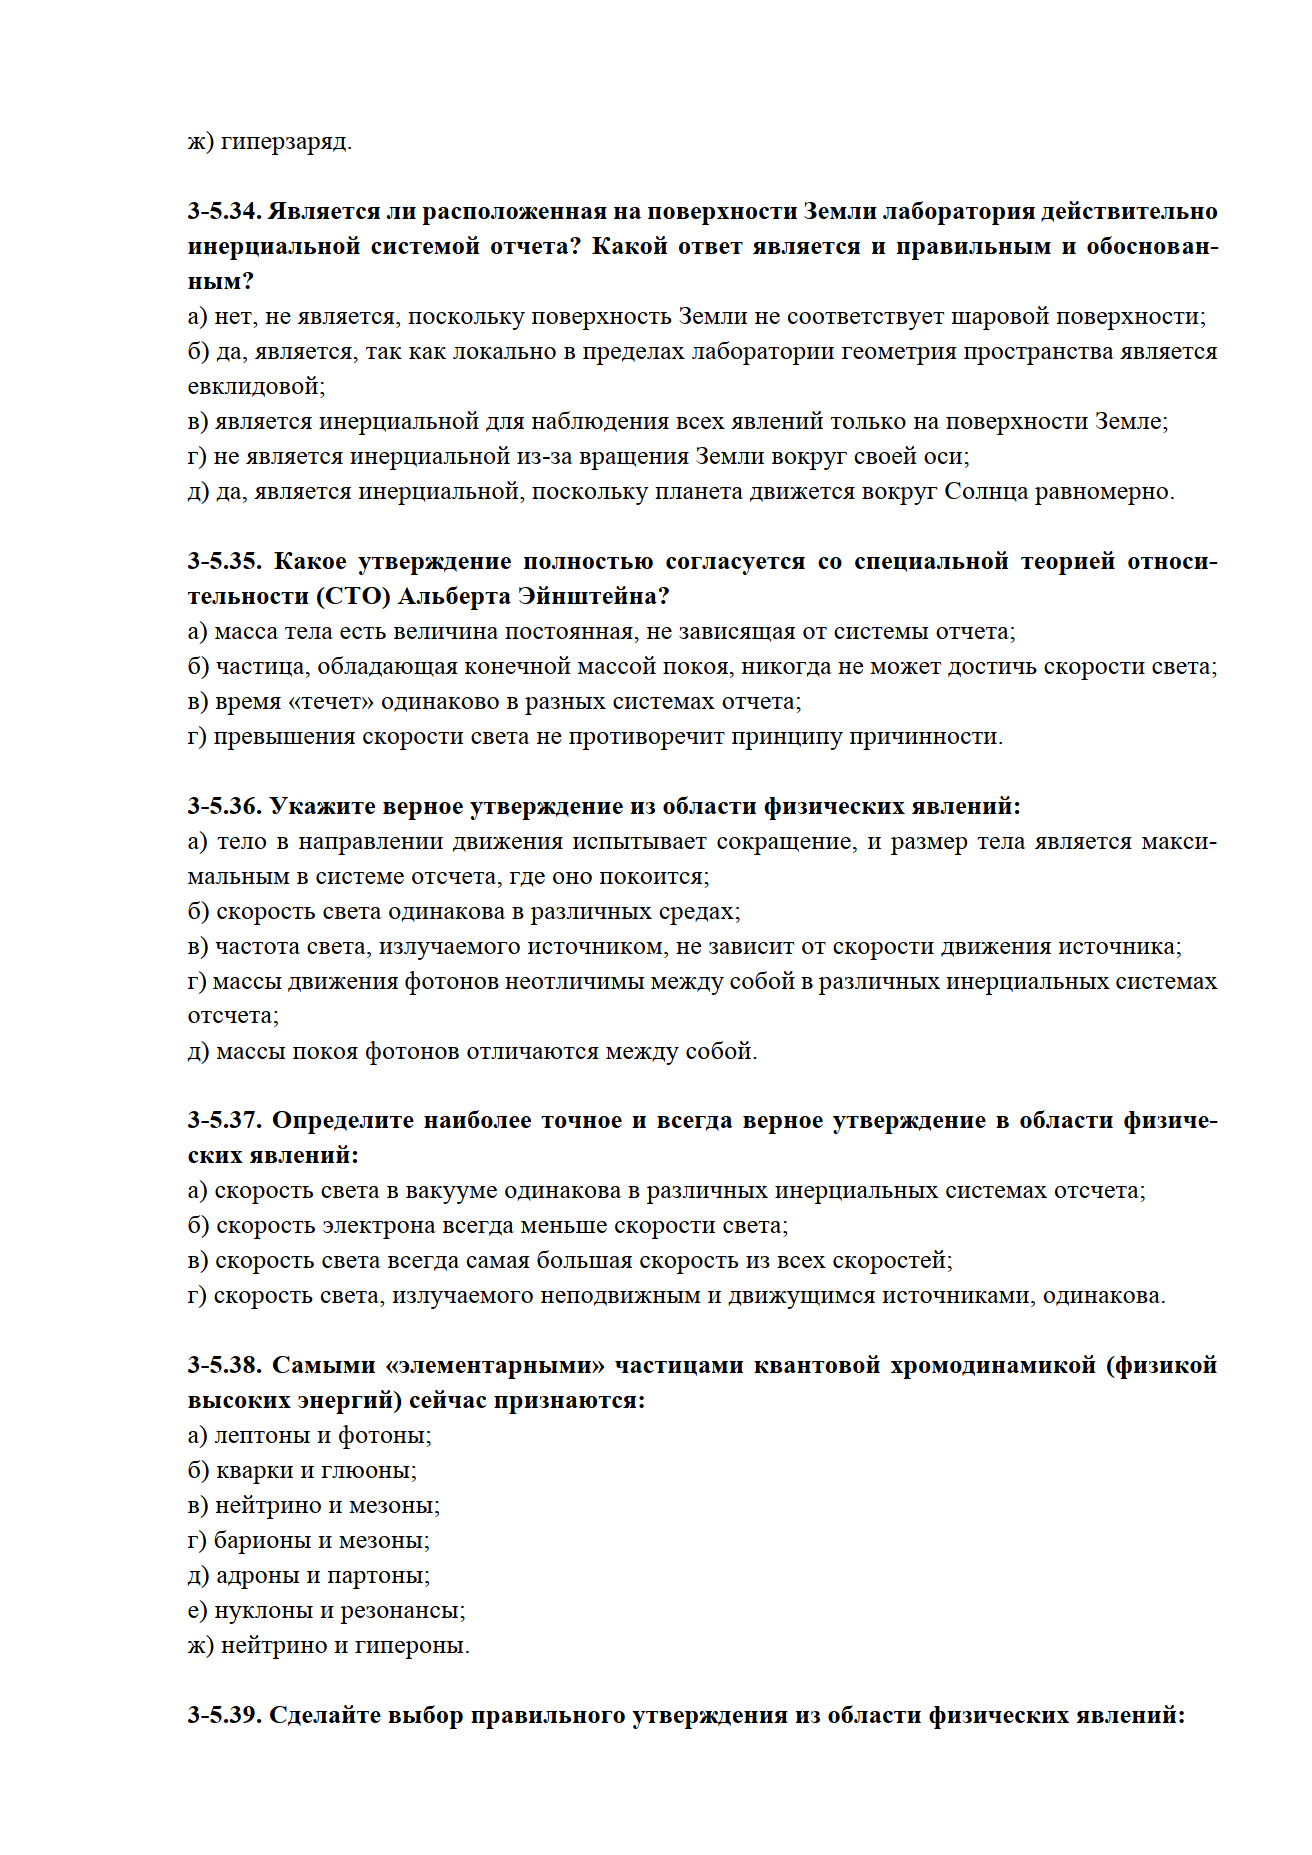 ж) гиперзаряд.
3-5.34. Является ли расположенная на поверхности Земли лаборатория действительно
инерциальной системой отчета? Какой ответ является и правильным и обоснован-
ным?
а) нет, не является, поскольку поверхность Земли не соответствует шаровой поверхности;
б) да, является, так как локально в пределах лаборатории геометрия пространства является
евклидовой;
в) является инерциальной для наблюдения всех явлений только на поверхности Земле;
г) не является инерциальной из-за вращения Земли вокруг своей оси;
д) да, является инерциальной, поскольку планета движется вокруг Солнца равномерно.
3-5.35. Какое утверждение полностью согласуется со специальной теорией относи-
тельности (СТО) Альберта Эйнштейна?
а) масса тела есть величина постоянная, не зависящая от системы отчета;
б) частица, обладающая конечной массой покоя, никогда не может достичь скорости света;
в) время «течет» одинаково в разных системах отчета;
г) превышения скорости света не противоречит принципу причинности.
3-5.36. Укажите верное утверждение из области физических явлений:
а) тело в направлении движения испытывает сокращение, и размер тела является макси-
мальным в системе отсчета, где оно покоится;
б) скорость света одинакова в различных средах;
в) частота света, излучаемого источником, не зависит от скорости движения источника;
г) массы движения фотонов неотличимы между собой в различных инерциальных системах
отсчета;
д) массы покоя фотонов отличаются между собой.
3-5.37. Определите наиболее точное и всегда верное утверждение в области физиче-
ских явлений:
а) скорость света в вакууме одинакова в различных инерциальных системах отсчета;
б) скорость электрона всегда меньше скорости света;
в) скорость света всегда самая большая скорость из всех скоростей;
г) скорость света, излучаемого неподвижным и движущимся источниками, одинакова.
3-5.38. Самыми «элементарными» частицами квантовой хромодинамикой (физикой
высоких энергий) сейчас признаются:
а) лептоны и фотоны;
б) кварки и глюоны;
в) нейтрино и мезоны;
г) барионы и мезоны;
д) адроны и партоны;
е) нуклоны и резонансы;
ж) нейтрино и гипероны.
3-5.39. Сделайте выбор правильного утверждения из области физических явлений: